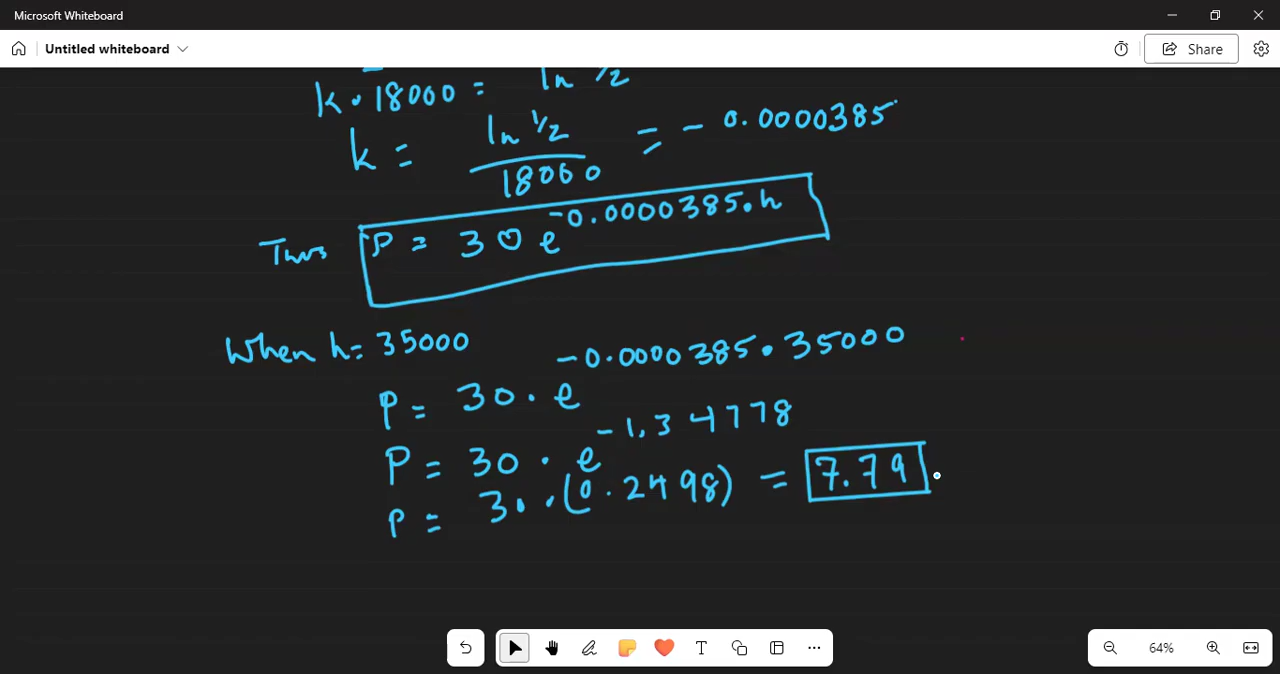 Microsoft Whiteboard
Untitled whiteboard
Share
k . 18000 = ln 1/2
k = ln 1/2 / 18000 = - 0.0000385
Thus P = 30 e^-0.0000385.h
When h = 35000
P = 30 . e^-0.0000385 . 35000
P = 30 . e^-1.34778
P = 30 . (0.2498) = 7.79
64%